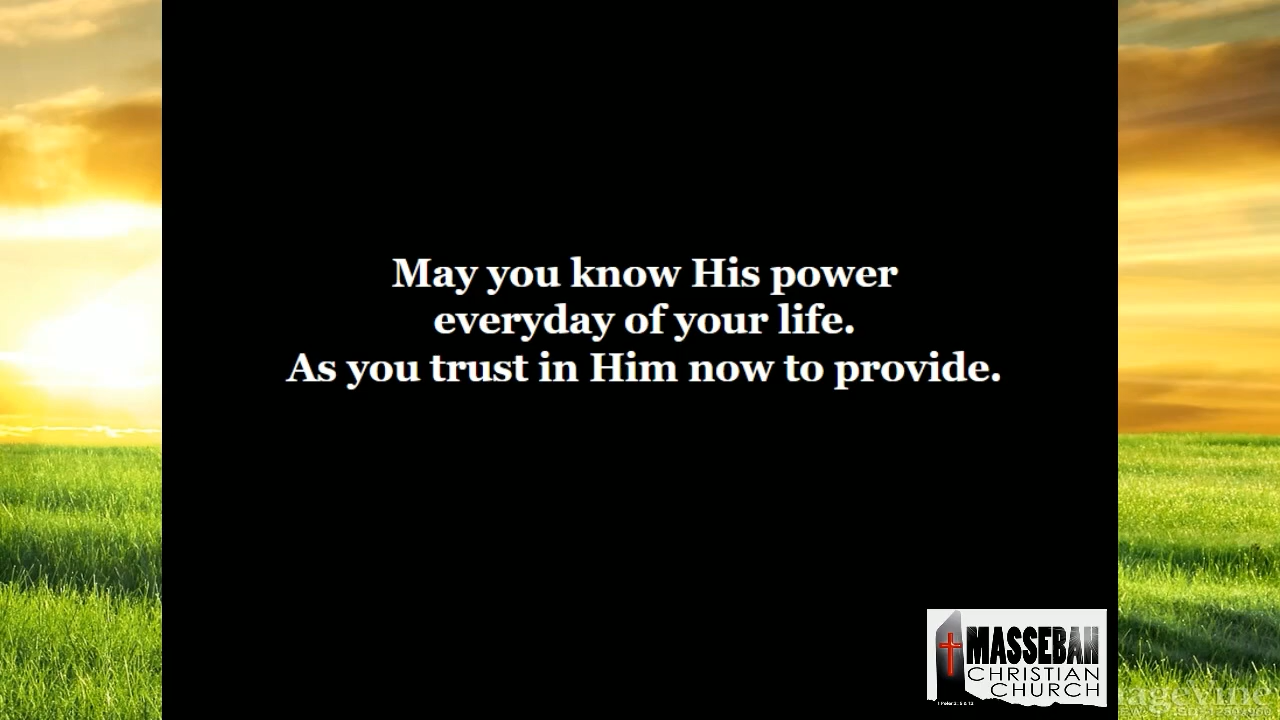 May you know His power
everyday of your life.
As you trust in Him now to provide.
MASSEBAH
CHRISTIAN
CHURCH